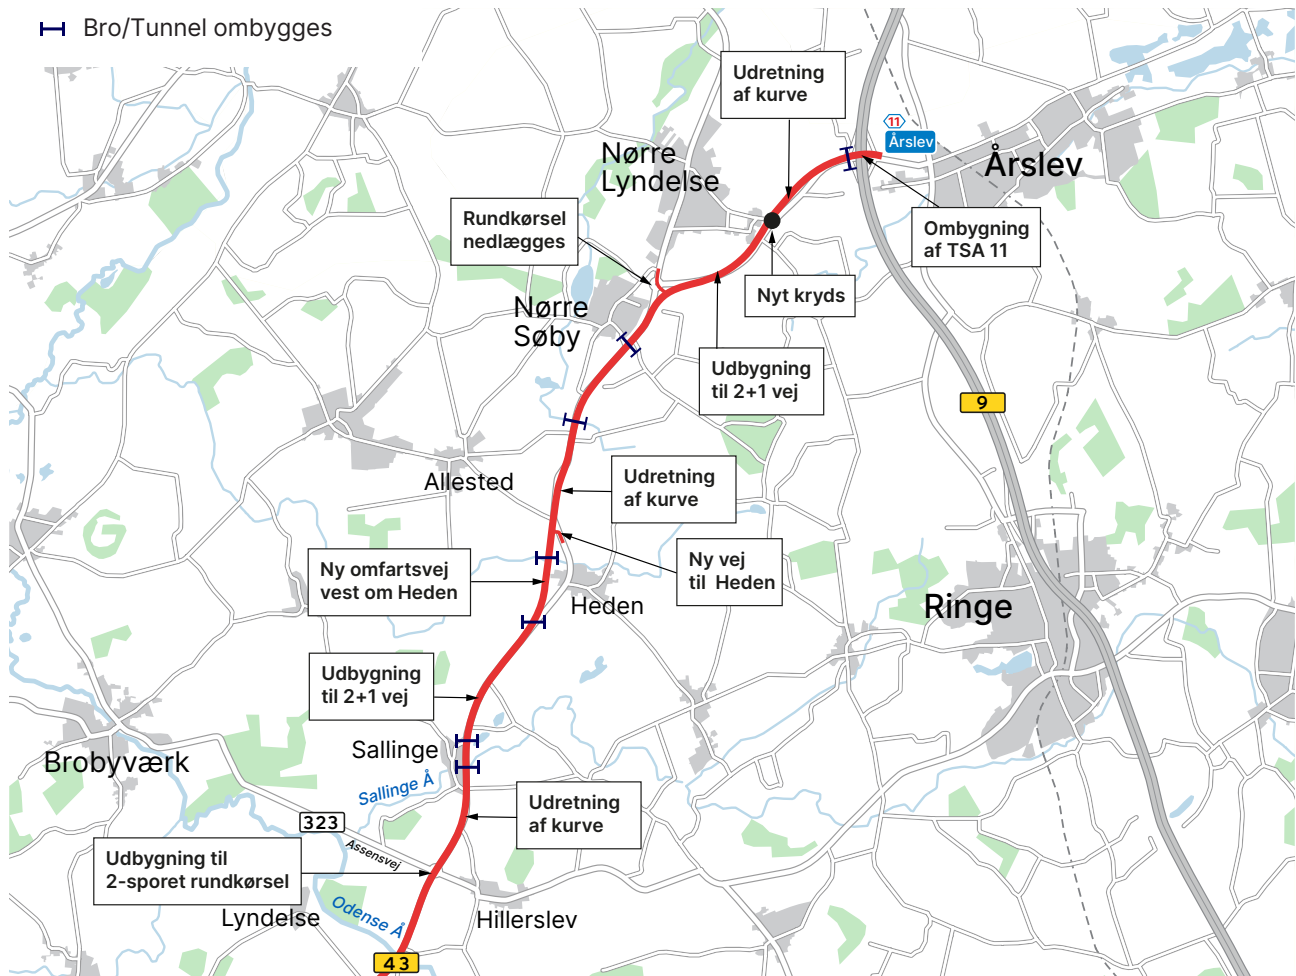 Bro/Tunnel ombygges
Udretning
af kurve
11
Årslev
Årslev
Nørre
Lyndelse
Rundkørsel
nedlægges
Ombygning
af TSA 11
Nyt kryds
Nørre
Søby
Udbygning
til 2+1 vej
9
Allested
Udretning
af kurve
Ny omfartsvej
vest om Heden
Ny vej
til Heden
Heden
Ringe
Udbygning
til 2+1 vej
Sallinge
Brobyværk
Sallinge Å
Udretning
af kurve
323
Assensvej
Udbygning til
2-sporet rundkørsel
Lyndelse
Odense Å
Hillerslev
43